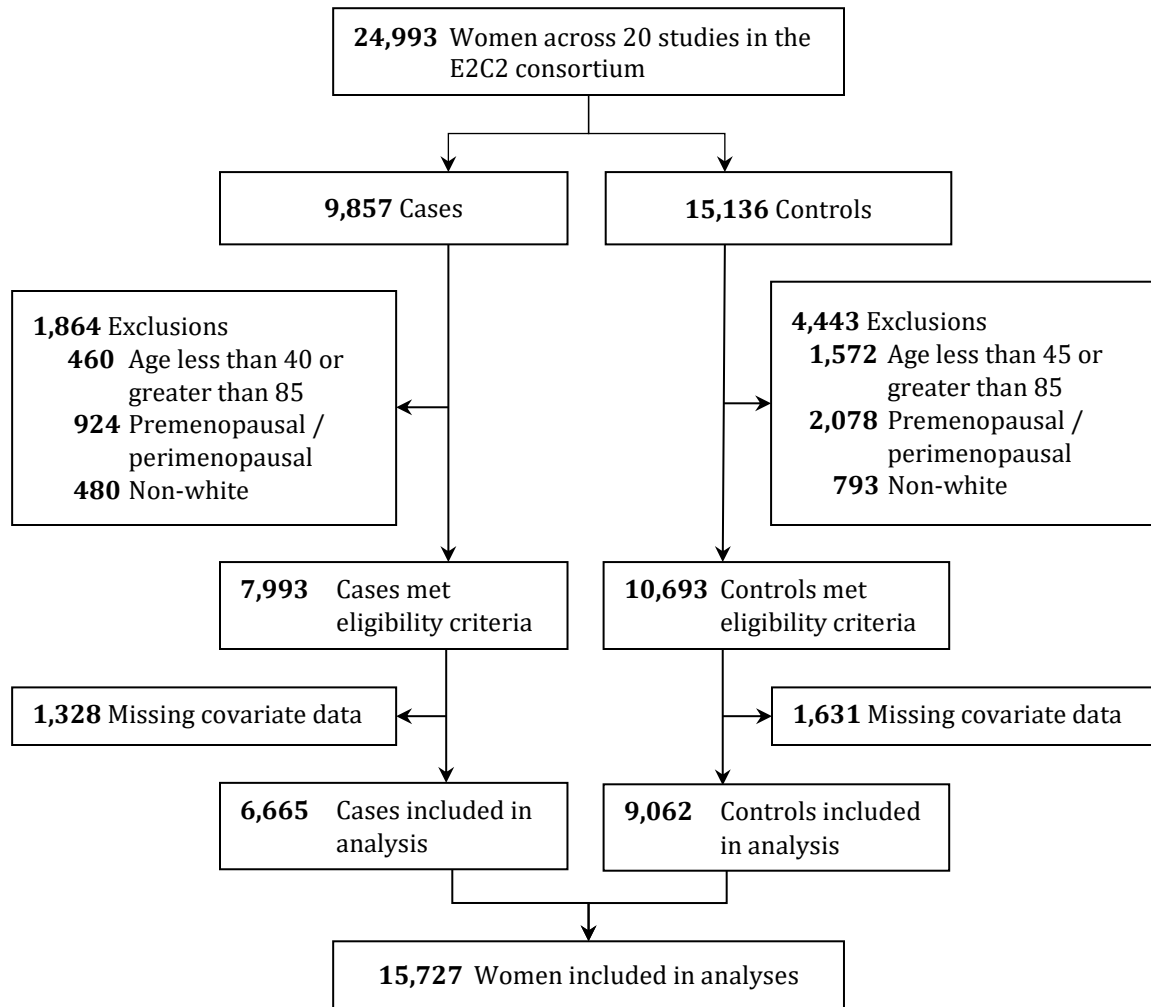 24,993 Women across 20 studies in the
E2C2 consortium
9,857 Cases
15,136 Controls
1,864 Exclusions
460 Age less than 40 or
greater than 85
924 Premenopausal /
perimenopausal
480 Non-white
4,443 Exclusions
1,572 Age less than 45 or
greater than 85
2,078 Premenopausal /
perimenopausal
793 Non-white
7,993 Cases met
eligibility criteria
10,693 Controls met
eligibility criteria
1,328 Missing covariate data
1,631 Missing covariate data
6,665 Cases included in
analysis
9,062 Controls included
in analysis
15,727 Women included in analyses